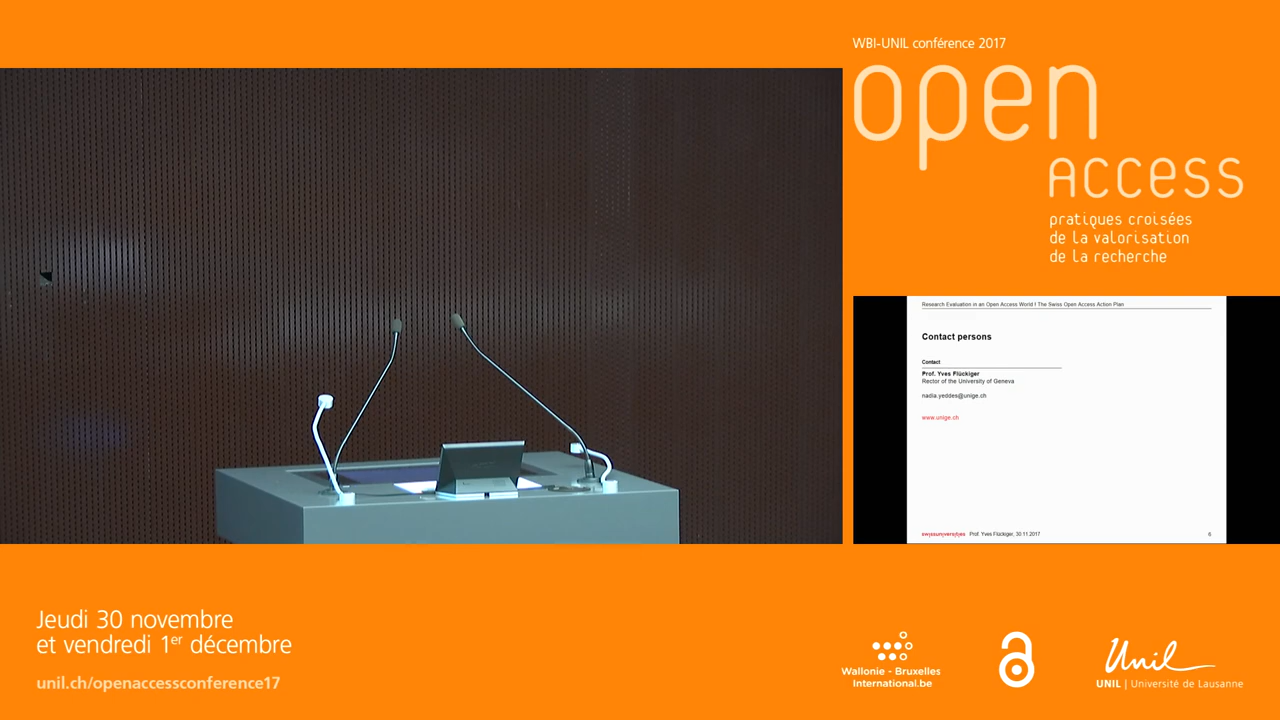 WBI-UNIL conférence 2017
open
ACCESS
pratiques croisées
de la valorisation
de la recherche
Research Evaluation in an Open Access World I The Swiss Open Access Action Plan
Contact persons
Contact
Prof. Yves Flückiger
Rector of the University of Geneva
nadia.yeddes@unige.ch
www.unige.ch
swissuniversities Prof. Yves Flückiger, 30.11.2017
6
Jeudi 30 novembre
et vendredi 1er décembre
unil.ch/openaccessconference17
Wallonie - Bruxelles
International.be
Unil
UNIL | Université de Lausanne